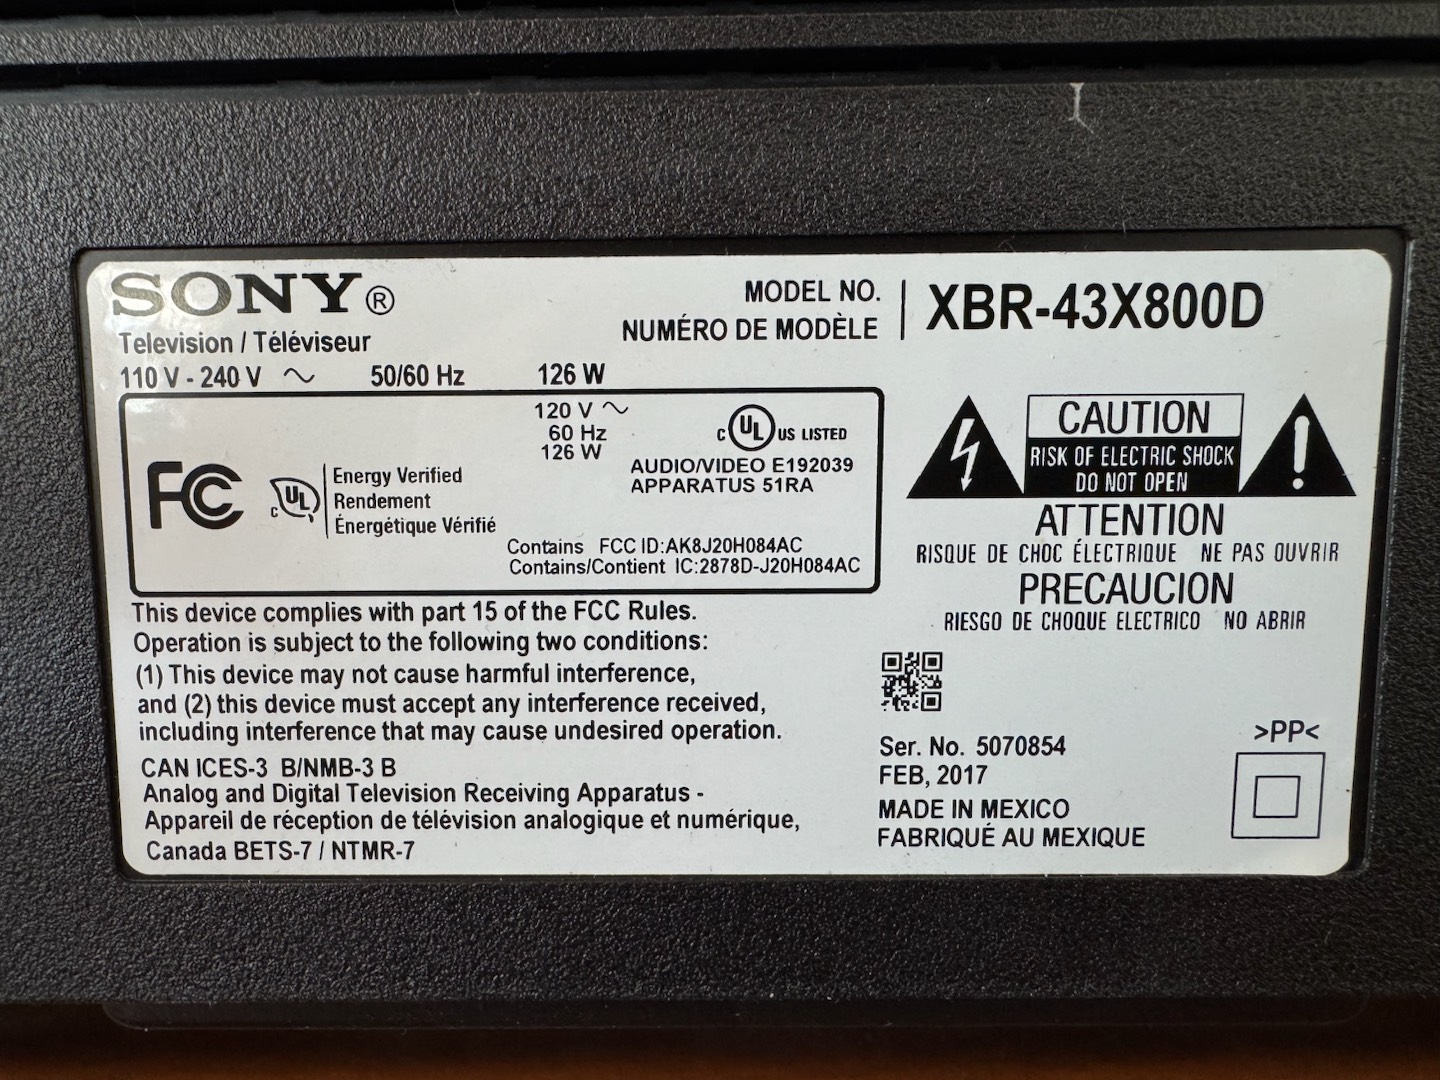 SONY®
Television / Téléviseur
110 V - 240 V ∼ 50/60 Hz 126 W
MODEL NO.
NUMÉRO DE MODÈLE
XBR-43X800D
120 V ∼
60 Hz
126 W
FC
C UL
Energy Verified
Rendement
Énergétique Vérifié
C UL US LISTED
AUDIO/VIDEO E192039
APPARATUS 51RA
Contains FCC ID:AK8J20H084AC
Contains/Contient IC:2878D-J20H084AC
This device complies with part 15 of the FCC Rules.
Operation is subject to the following two conditions:
(1) This device may not cause harmful interference,
and (2) this device must accept any interference received,
including interference that may cause undesired operation.
CAN ICES-3 B/NMB-3 B
Analog and Digital Television Receiving Apparatus -
Appareil de réception de télévision analogique et numérique,
Canada BETS-7 / NTMR-7
CAUTION
RISK OF ELECTRIC SHOCK
DO NOT OPEN
!
ATTENTION
RISQUE DE CHOC ÉLECTRIQUE NE PAS OUVRIR
PRECAUCION
RIESGO DE CHOQUE ELECTRICO NO ABRIR
Ser. No. 5070854
FEB, 2017
MADE IN MEXICO
FABRIQUÉ AU MEXIQUE
>PP<